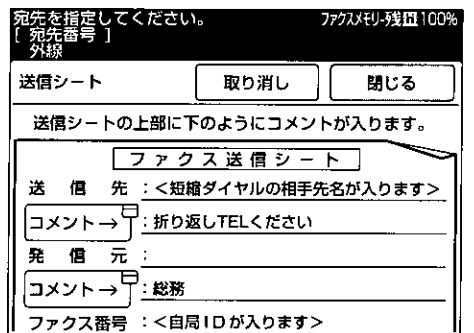 宛先を指定してください。 ファクスメモリー残量100%
[ 宛先番号 ]
外線
送信シート 取り消し 閉じる
送信シートの上部に下のようにコメントが入ります。
ファクス送信シート
送信先:<短縮ダイヤルの相手先名が入ります>
コメント→:折り返しTELください
発信元:
コメント→:総務
ファクス番号:<自局IDが入ります>